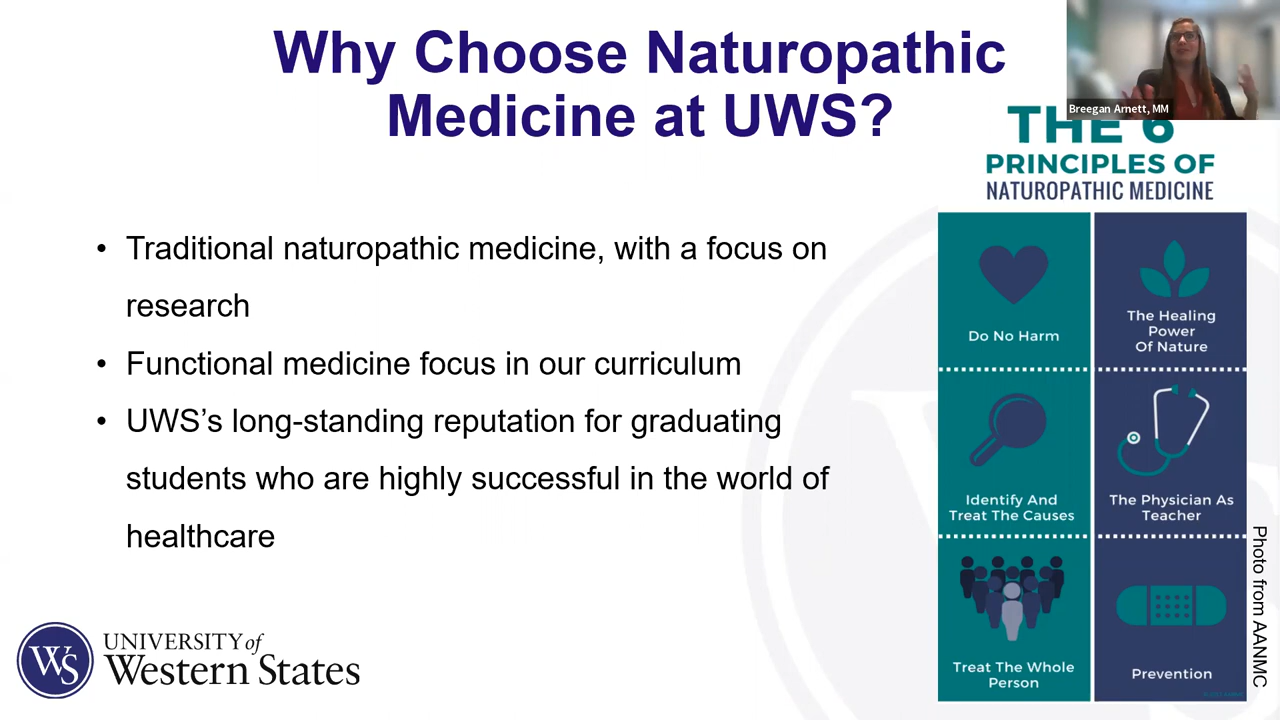 Why Choose Naturopathic
Medicine at UWS?
Breegan Arnett, MM
• Traditional naturopathic medicine, with a focus on
research
• Functional medicine focus in our curriculum
• UWS’s long-standing reputation for graduating
students who are highly successful in the world of
healthcare
THE 6
PRINCIPLES OF
NATUROPATHIC MEDICINE
Do No Harm
The Healing
Power
Of Nature
Identify And
Treat The Causes
The Physician As
Teacher
Treat The Whole
Person
Prevention
Photo from AANMC
WS
UNIVERSITY of
Western States